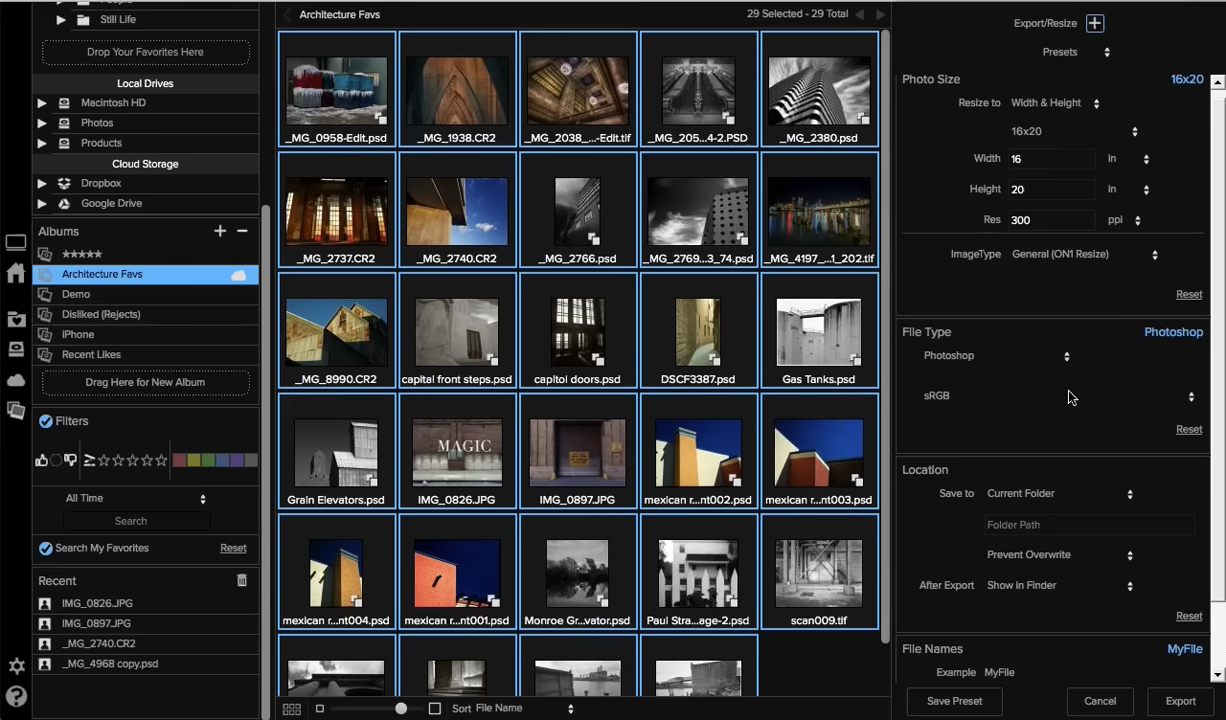 People
Still Life
Drop Your Favorites Here
Local Drives
Macintosh HD
Photos
Products
Cloud Storage
Dropbox
Google Drive
Albums
Architecture Favs
Demo
Disliked (Rejects)
iPhone
Recent Likes
Drag Here for New Album
Filters
All Time
Search
Search My Favorites Reset
Recent
IMG_0826.JPG
IMG_0897.JPG
_MG_2740.CR2
_MG_4968 copy.psd
Architecture Favs 29 Selected - 29 Total
_MG_0958-Edit.psd _MG_1938.CR2 _MG_2038_...-Edit.tif _MG_205...4-2.PSD _MG_2380.psd
_MG_2737.CR2 _MG_2740.CR2 _MG_2766.psd _MG_2769...3_74.psd _MG_4197_...1_202.tif
_MG_8990.CR2 capital front steps.psd capitol doors.psd DSCF3387.psd Gas Tanks.psd
MAGIC
Grain Elevators.psd IMG_0826.JPG IMG_0897.JPG mexican r...nt002.psd mexican r...nt003.psd
mexican r...nt004.psd mexican r...nt001.psd Monroe Gr...vator.psd Paul Stra...age-2.psd scan009.tif
Sort File Name
Export/Resize
Presets
Photo Size 16x20
Resize to Width & Height
16x20
Width 16 in
Height 20 in
Res 300 ppi
ImageType General (ON1 Resize)
Reset
File Type Photoshop
Photoshop
sRGB
Reset
Location
Save to Current Folder
Folder Path
Prevent Overwrite
After Export Show in Finder
Reset
File Names MyFile
Example MyFile
Save Preset Cancel Export